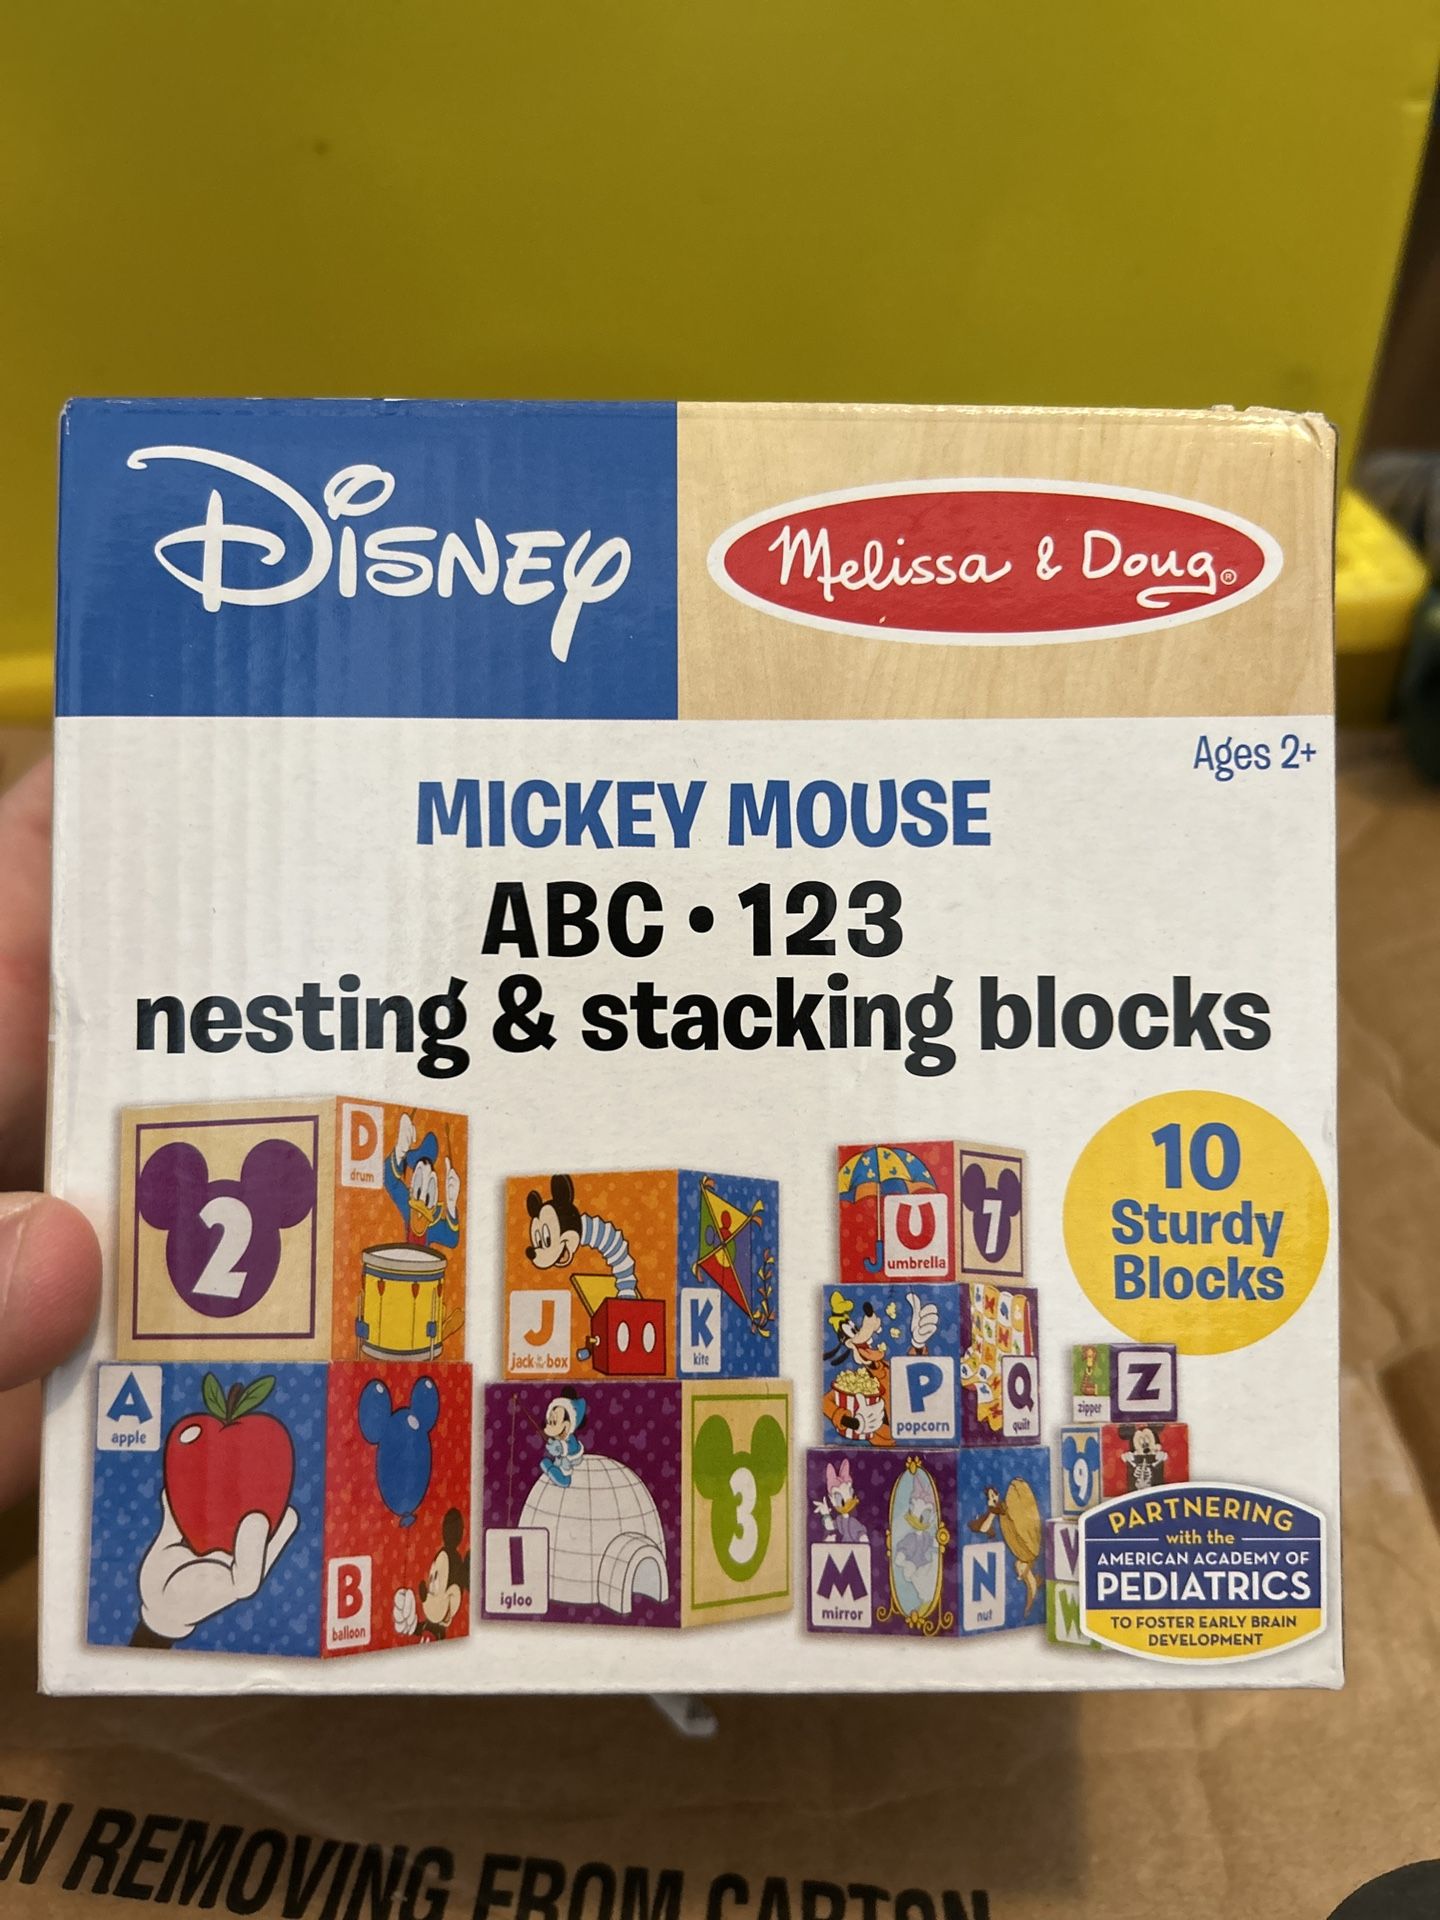 Disney
Melissa & Doug®
Ages 2+
MICKEY MOUSE
ABC • 123
nesting & stacking blocks
10
Sturdy
Blocks
2
D
drum
J
jack in the box
K
kite
U
umbrella
7
A
apple
B
balloon
I
igloo
3
P
popcorn
Q
quilt
M
mirror
N
nut
zipper
Z
9
V
W
PARTNERING
with the
AMERICAN ACADEMY OF
PEDIATRICS
TO FOSTER EARLY BRAIN
DEVELOPMENT
REMOVING FROM CARTON